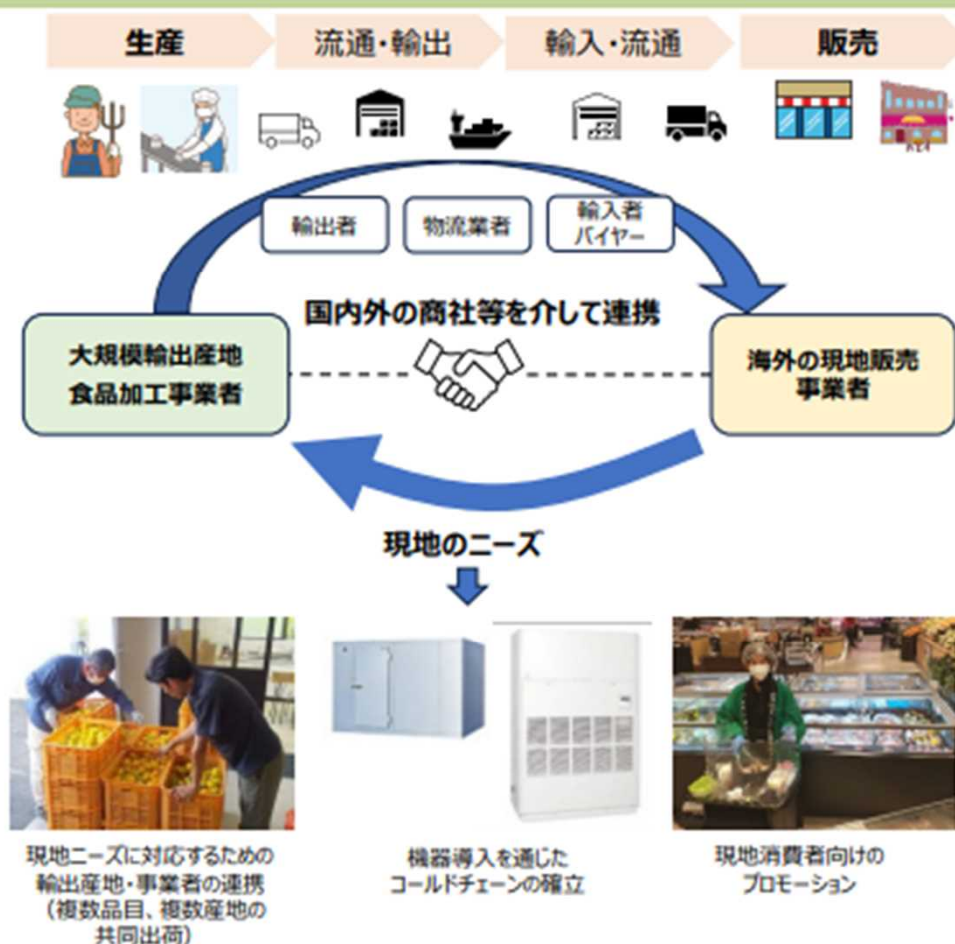 生産
流通・輸出
輸入・流通
販売
輸出者
物流業者
輸入者
バイヤー
国内外の商社等を介して連携
大規模輸出産地
食品加工事業者
海外の現地販売
事業者
現地のニーズ
現地ニーズに対応するための
輸出産地・事業者の連携
（複数品目、複数産地の
共同出荷）
機器導入を通じた
コールドチェーンの確立
現地消費者向けの
プロモーション